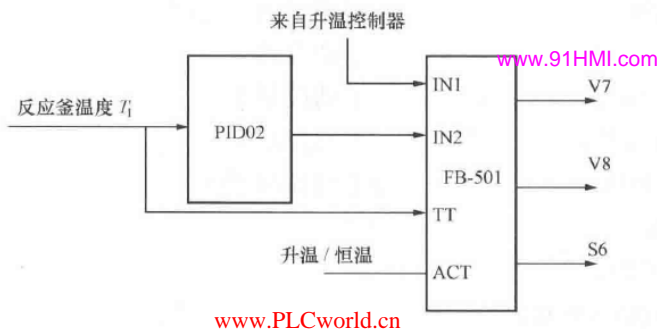 来自升温控制器
www.91HMI.com
IN1
V7
反应釜温度 T₁
PID02
IN2
V8
FB-501
TT
S6
升温 / 恒温
ACT
www.PLCworld.cn